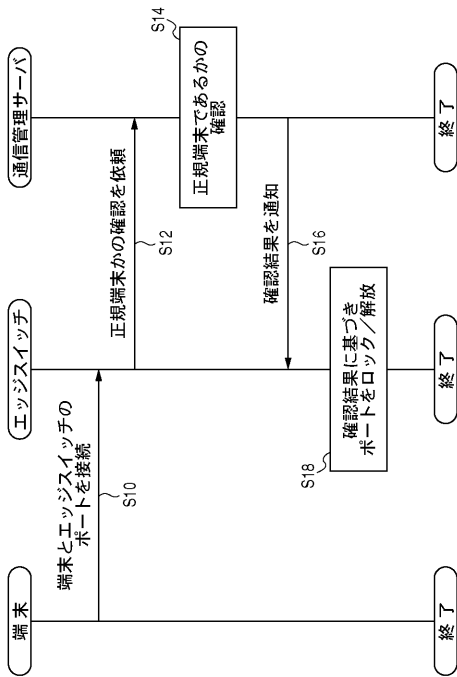 端末
エッジスイッチ
通信管理サーバ
端末とエッジスイッチの
ポートを接続
S10
正規端末かの確認を依頼
S12
S14
正規端末であるかの
確認
確認結果を通知
S16
S18
確認結果に基づき
ポートをロック／解放
終了
終了
終了